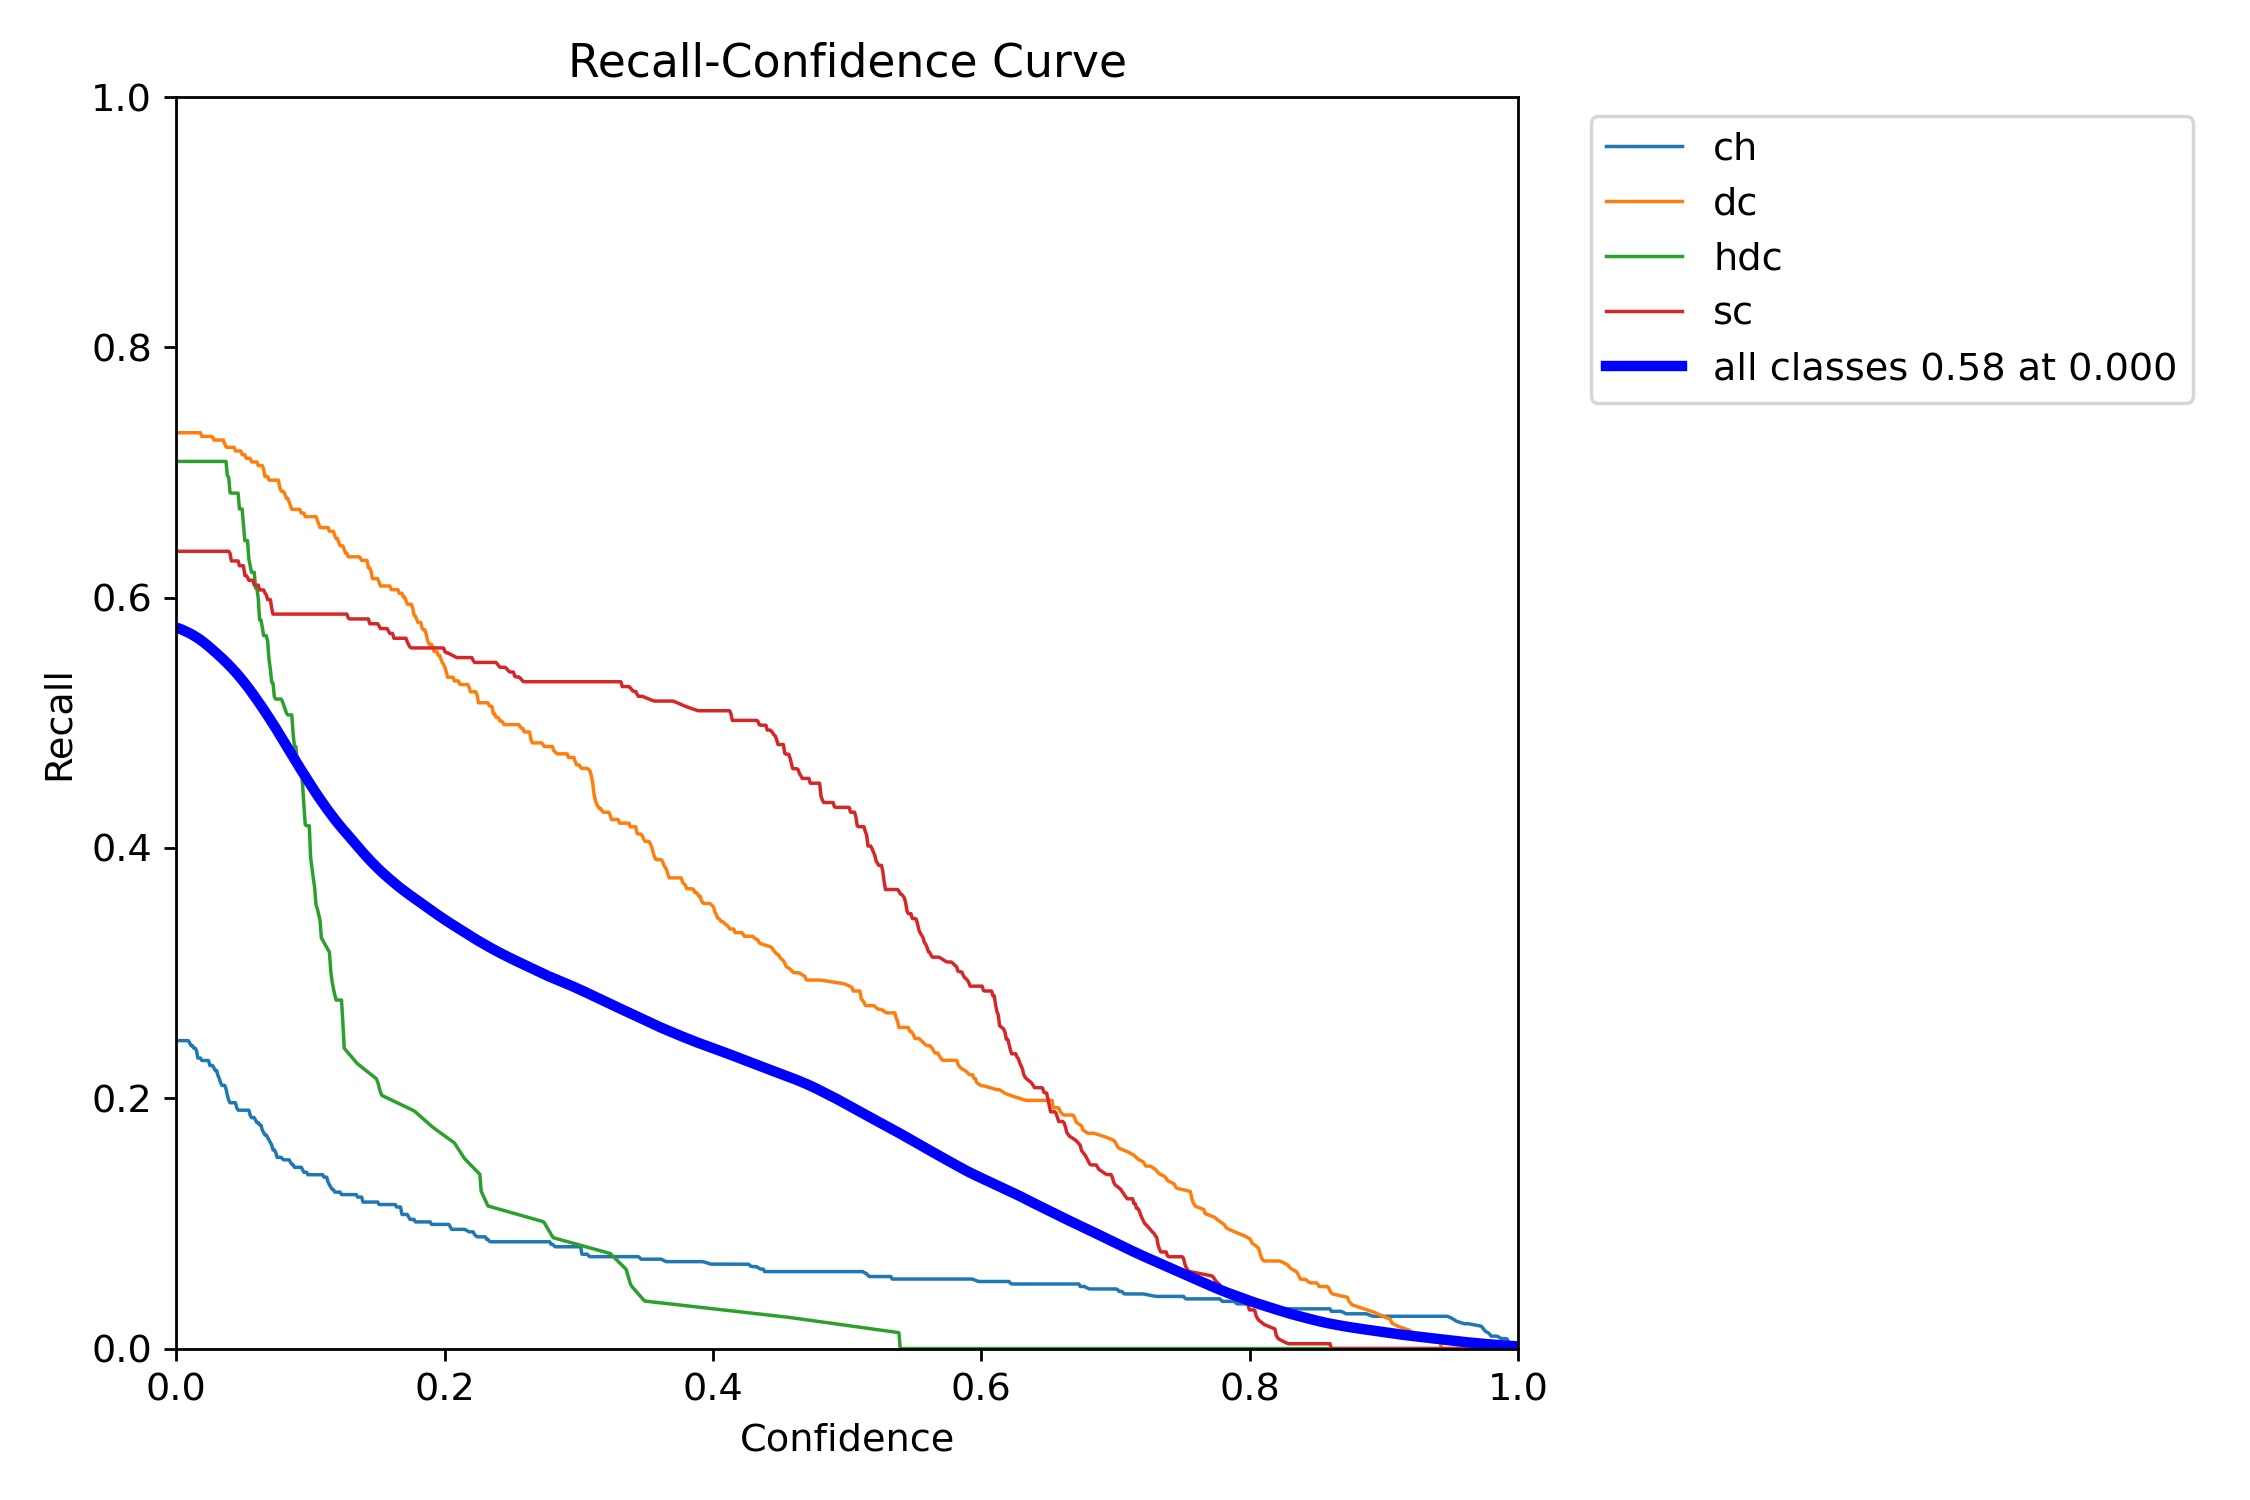 Recall-Confidence Curve
1.0
0.8
0.6
0.4
0.2
0.0
Recall
0.0 0.2 0.4 0.6 0.8 1.0
Confidence
ch
dc
hdc
sc
all classes 0.58 at 0.000